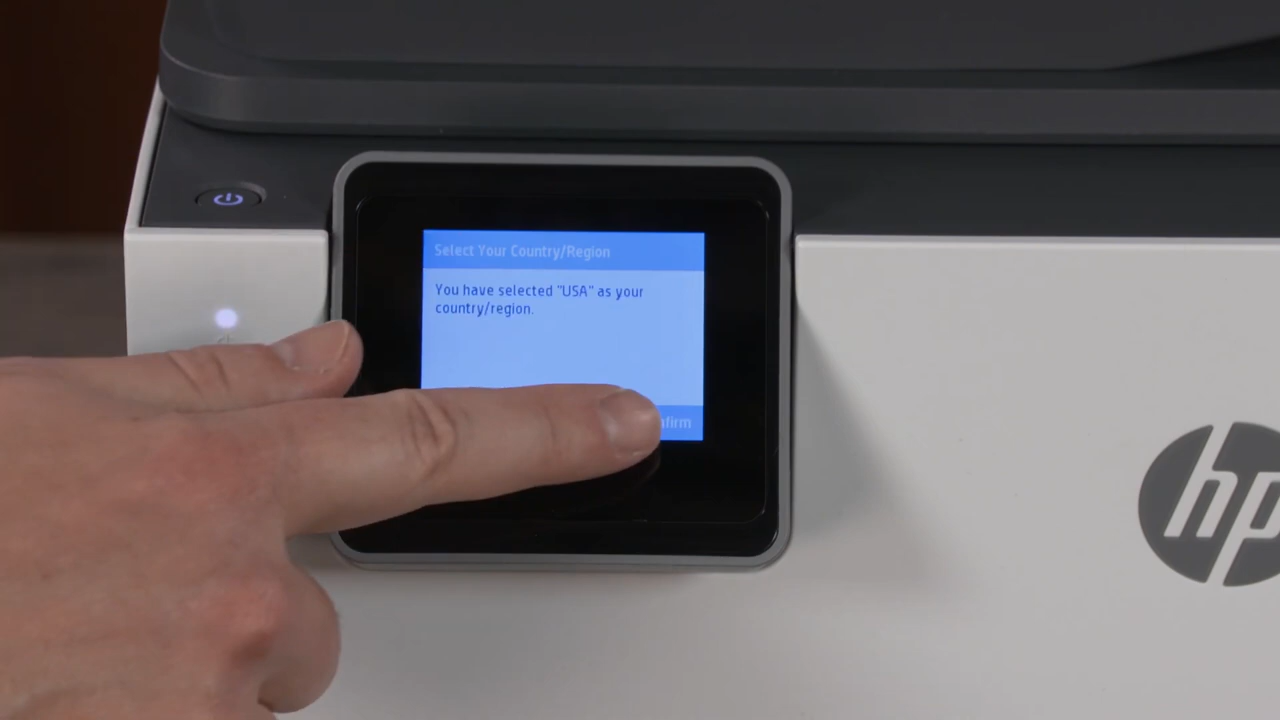 Select Your Country/Region
You have selected "USA" as your
country/region.
hp